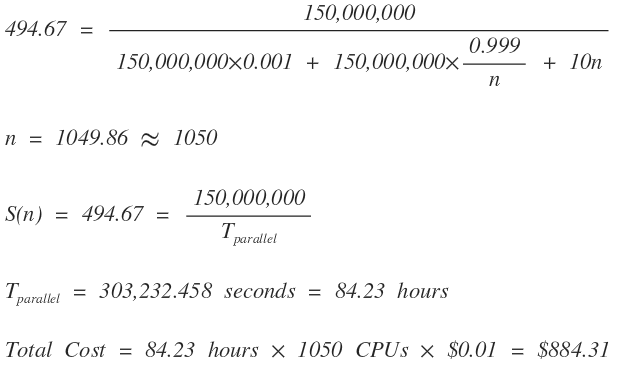 494.67 = 150,000,000 / (150,000,000×0.001 + 150,000,000× 0.999/n + 10n)
n = 1049.86 ≈ 1050
S(n) = 494.67 = 150,000,000 / T_parallel
T_parallel = 303,232.458 seconds = 84.23 hours
Total Cost = 84.23 hours × 1050 CPUs × $0.01 = $884.31